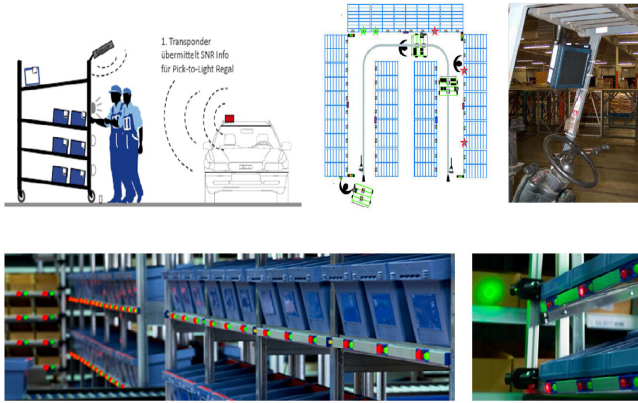 1. Transponder
übermittelt SNR Info
für Pick-to-Light Regal